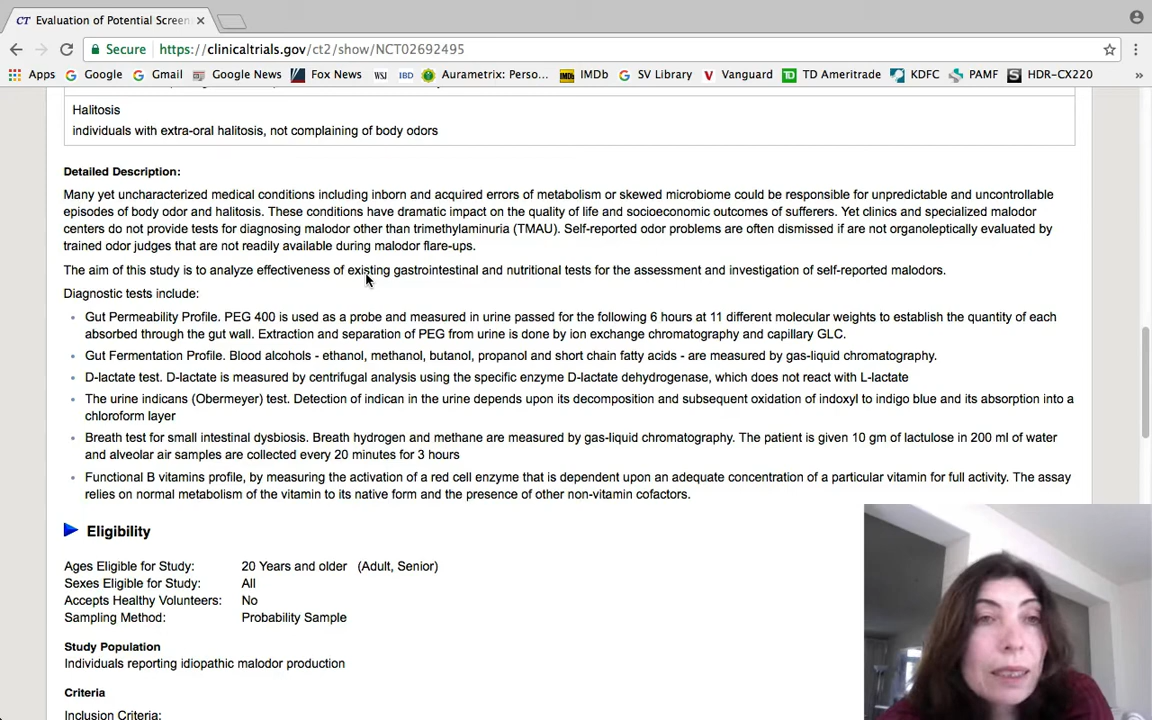 CT Evaluation of Potential Screen
Secure https://clinicaltrials.gov/ct2/show/NCT02692495
Apps Google Gmail Google News Fox News WSJ IBD Aurametrix: Perso... IMDb SV Library Vanguard TD Ameritrade KDFC PAMF HDR-CX220 »
Halitosis
individuals with extra-oral halitosis, not complaining of body odors
Detailed Description:
Many yet uncharacterized medical conditions including inborn and acquired errors of metabolism or skewed microbiome could be responsible for unpredictable and uncontrollable
episodes of body odor and halitosis. These conditions have dramatic impact on the quality of life and socioeconomic outcomes of sufferers. Yet clinics and specialized malodor
centers do not provide tests for diagnosing malodor other than trimethylaminuria (TMAU). Self-reported odor problems are often dismissed if are not organoleptically evaluated by
trained odor judges that are not readily available during malodor flare-ups.
The aim of this study is to analyze effectiveness of existing gastrointestinal and nutritional tests for the assessment and investigation of self-reported malodors.
Diagnostic tests include:
• Gut Permeability Profile. PEG 400 is used as a probe and measured in urine passed for the following 6 hours at 11 different molecular weights to establish the quantity of each
absorbed through the gut wall. Extraction and separation of PEG from urine is done by ion exchange chromatography and capillary GLC.
• Gut Fermentation Profile. Blood alcohols - ethanol, methanol, butanol, propanol and short chain fatty acids - are measured by gas-liquid chromatography.
• D-lactate test. D-lactate is measured by centrifugal analysis using the specific enzyme D-lactate dehydrogenase, which does not react with L-lactate
• The urine indicans (Obermeyer) test. Detection of indican in the urine depends upon its decomposition and subsequent oxidation of indoxyl to indigo blue and its absorption into a
chloroform layer
• Breath test for small intestinal dysbiosis. Breath hydrogen and methane are measured by gas-liquid chromatography. The patient is given 10 gm of lactulose in 200 ml of water
and alveolar air samples are collected every 20 minutes for 3 hours
• Functional B vitamins profile, by measuring the activation of a red cell enzyme that is dependent upon an adequate concentration of a particular vitamin for full activity. The assay
relies on normal metabolism of the vitamin to its native form and the presence of other non-vitamin cofactors.
Eligibility
Ages Eligible for Study: 20 Years and older (Adult, Senior)
Sexes Eligible for Study: All
Accepts Healthy Volunteers: No
Sampling Method: Probability Sample
Study Population
Individuals reporting idiopathic malodor production
Criteria
Inclusion Criteria: